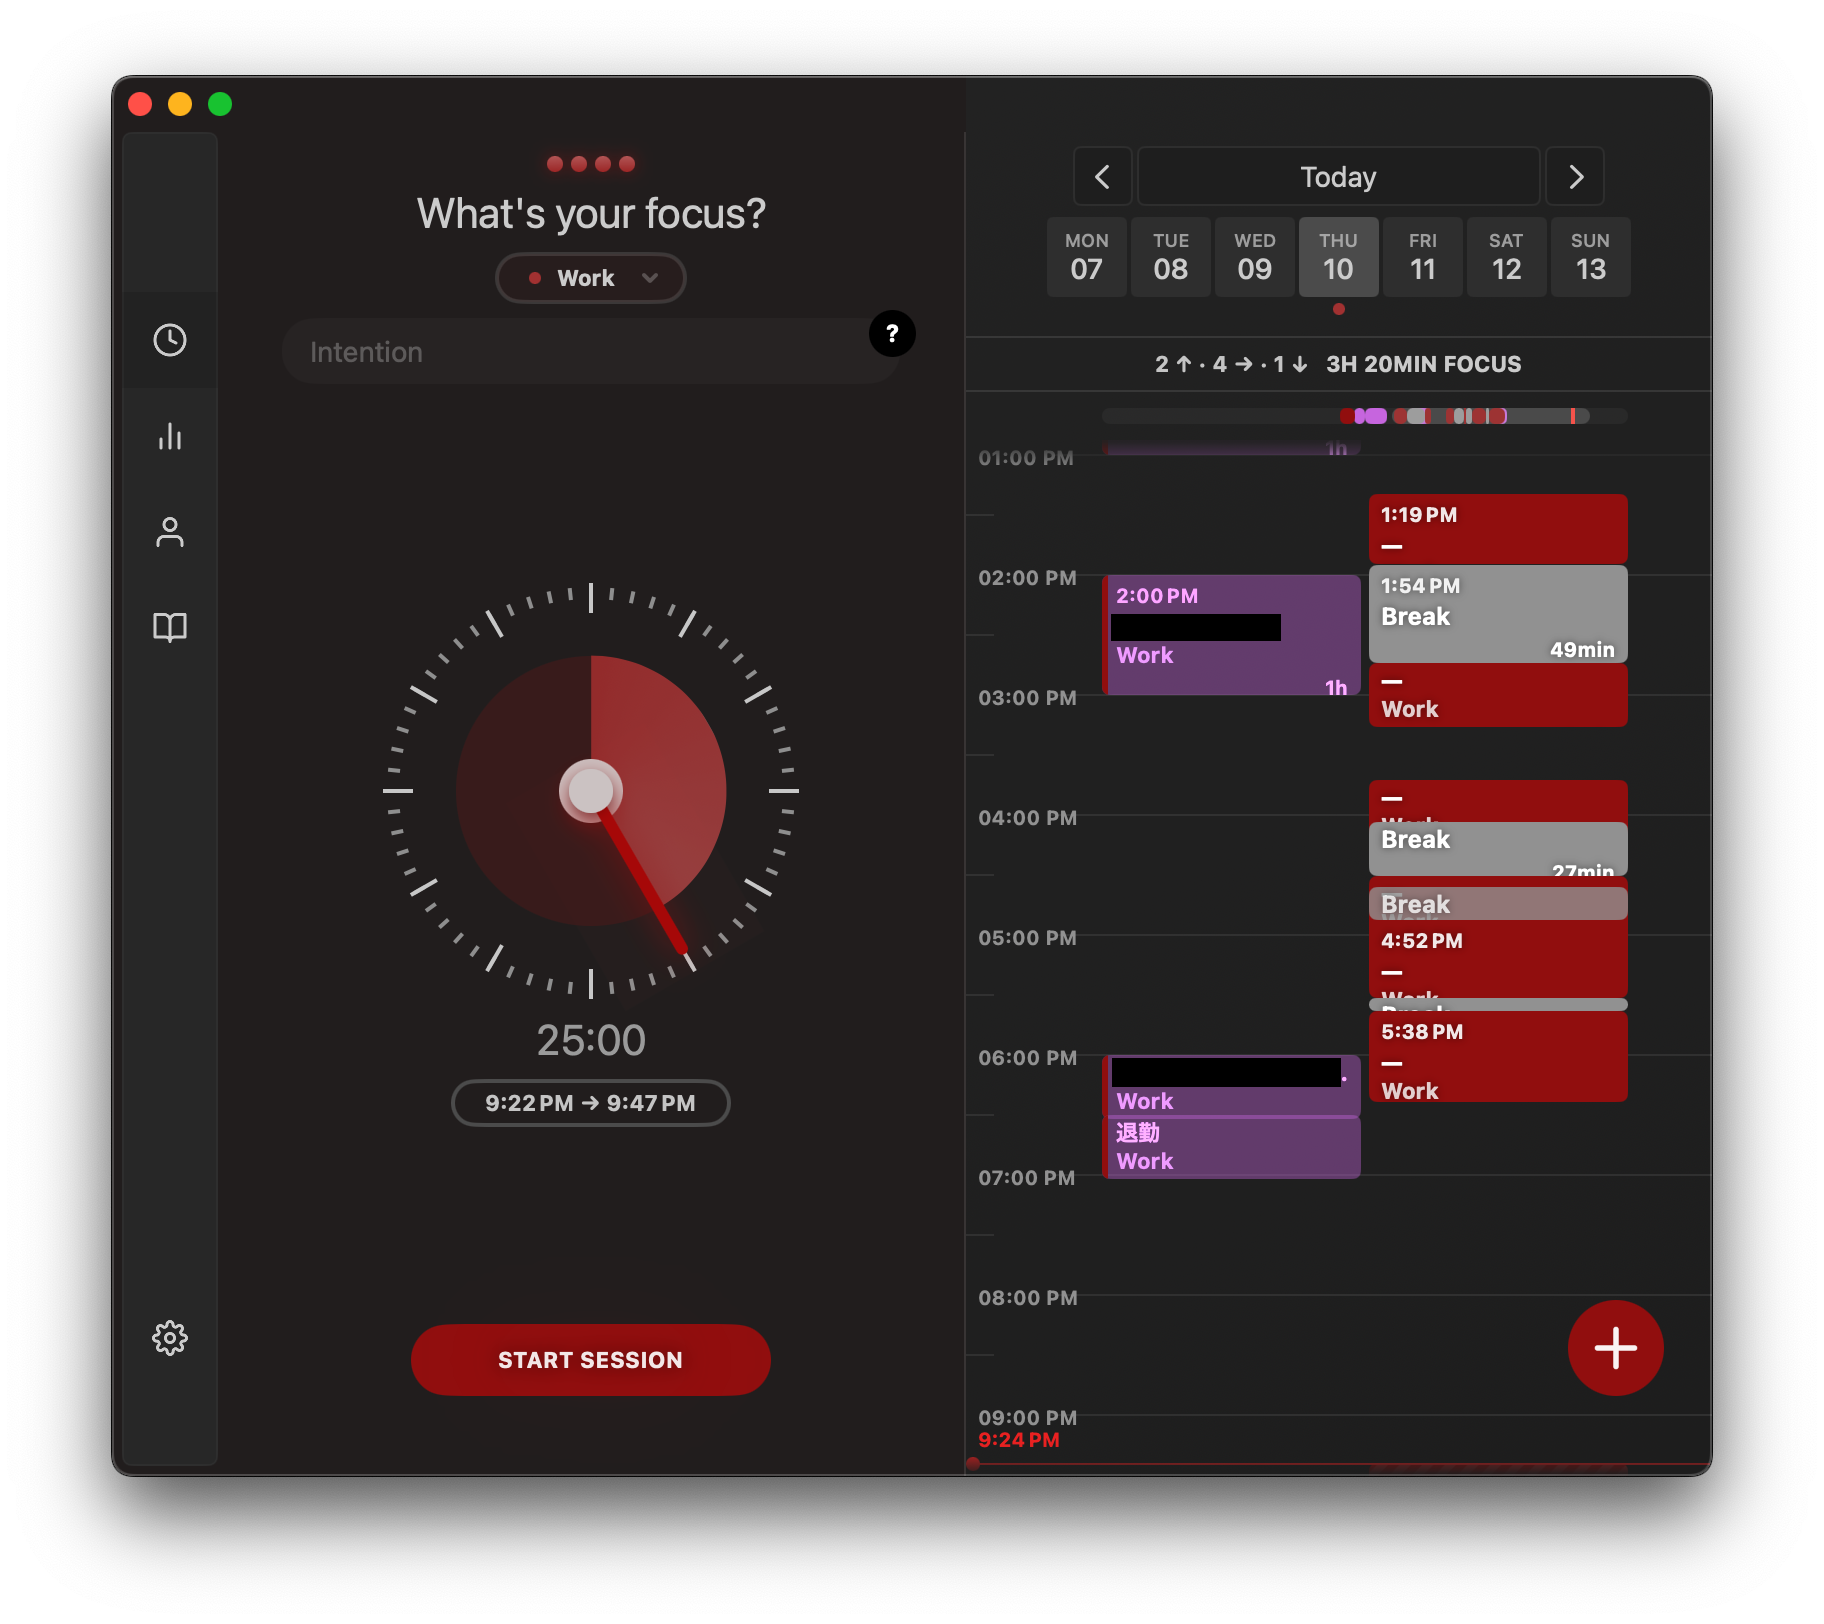 What's your focus?
Work
Intention
?
25:00
9:22 PM → 9:47 PM
START SESSION
Today
MON
07
TUE
08
WED
09
THU
10
FRI
11
SAT
12
SUN
13
2 ↑ · 4 → · 1 ↓ 3H 20MIN FOCUS
1h
01:00 PM
1:19 PM
—
02:00 PM
2:00 PM
Work
1h
1:54 PM
Break
49min
03:00 PM
—
Work
04:00 PM
—
Work
Break
27min
Break
Work
05:00 PM
4:52 PM
—
Work
Break
5:38 PM
—
Work
06:00 PM
Work
退勤
Work
07:00 PM
08:00 PM
09:00 PM
9:24 PM